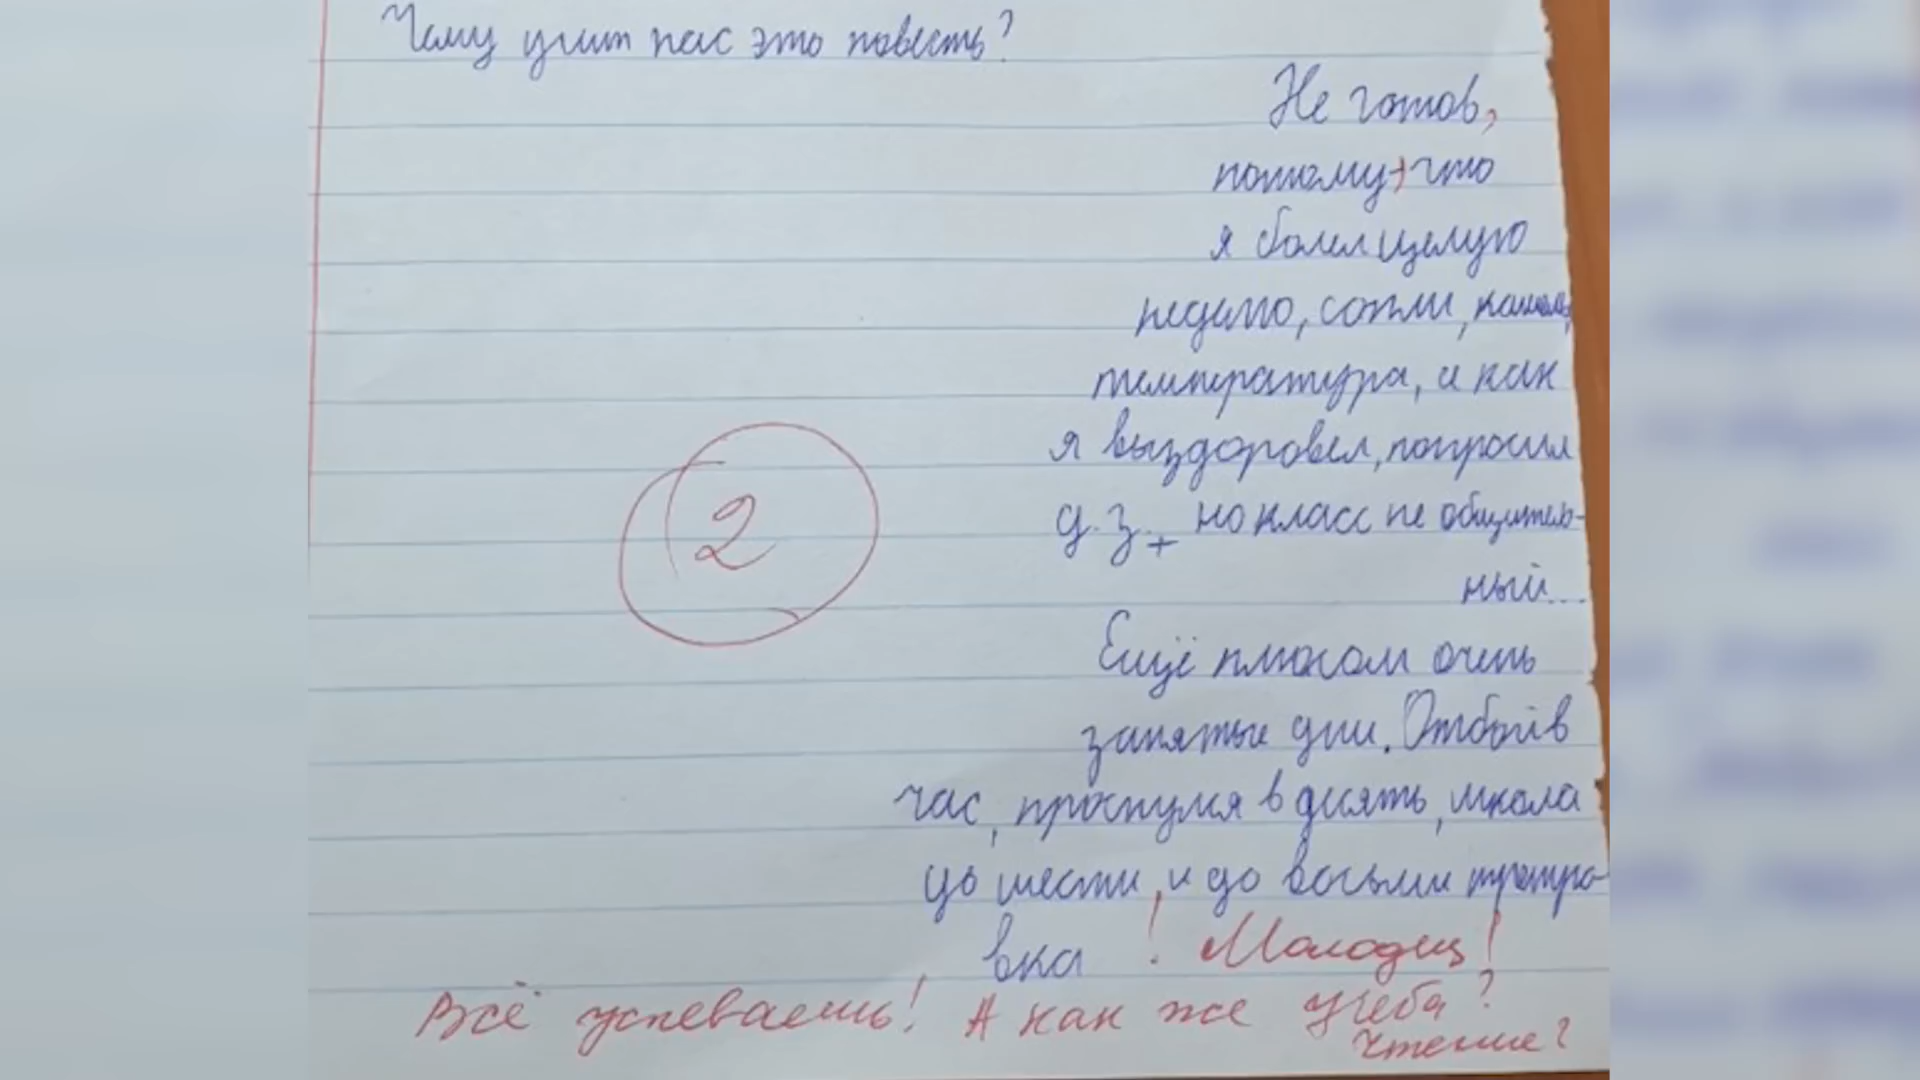 Чему учит нас это повесть?
Не готов,
потому, что
я болел целую
неделю, сопли, кашель,
температура, и как
я выздоровел, попросил
д. з. + но класс не общитель-
ный...
Ещё плюсом очень
занятые дни. Отбой в
час, проснулся в десять, школа
до шести, и до восьми трениро-
вка ! Молодец!
2
Всё успеваешь! А как же учёба?
Чтение?